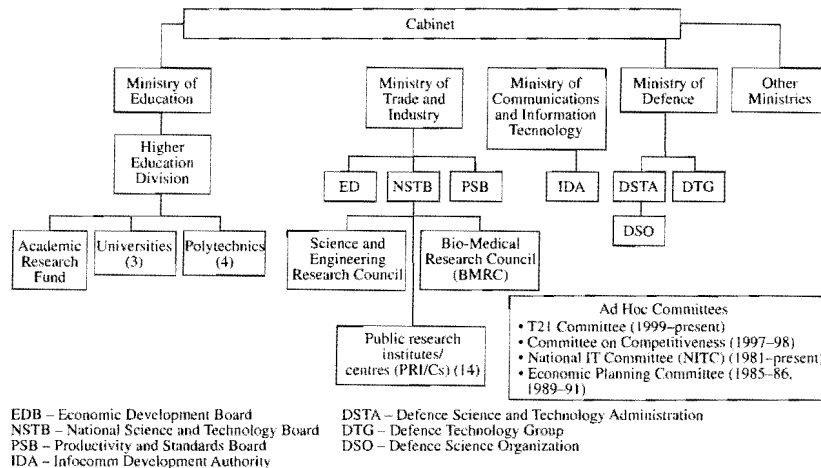 Cabinet
Ministry of
Education
Ministry of
Trade and
Industry
Ministry of
Communications
and Information
Technology
Ministry of
Defence
Other
Ministries
Higher
Education
Division
ED
NSTB
PSB
IDA
DSTA
DTG
DSO
Academic
Research
Fund
Universities
(3)
Polytechnics
(4)
Science and
Engineering
Research Council
Bio-Medical
Research Council
(BMRC)
Public research
institutes/
centres (PRI/Cs) (14)
Ad Hoc Committees
• T21 Committee (1999–present)
• Committee on Competitiveness (1997–98)
• National IT Committee (NITC) (1981–present)
• Economic Planning Committee (1985–86,
1989–91)
EDB – Economic Development Board
NSTB – National Science and Technology Board
PSB – Productivity and Standards Board
IDA – Infocomm Development Authority
DSTA – Defence Science and Technology Administration
DTG – Defence Technology Group
DSO – Defence Science Organization